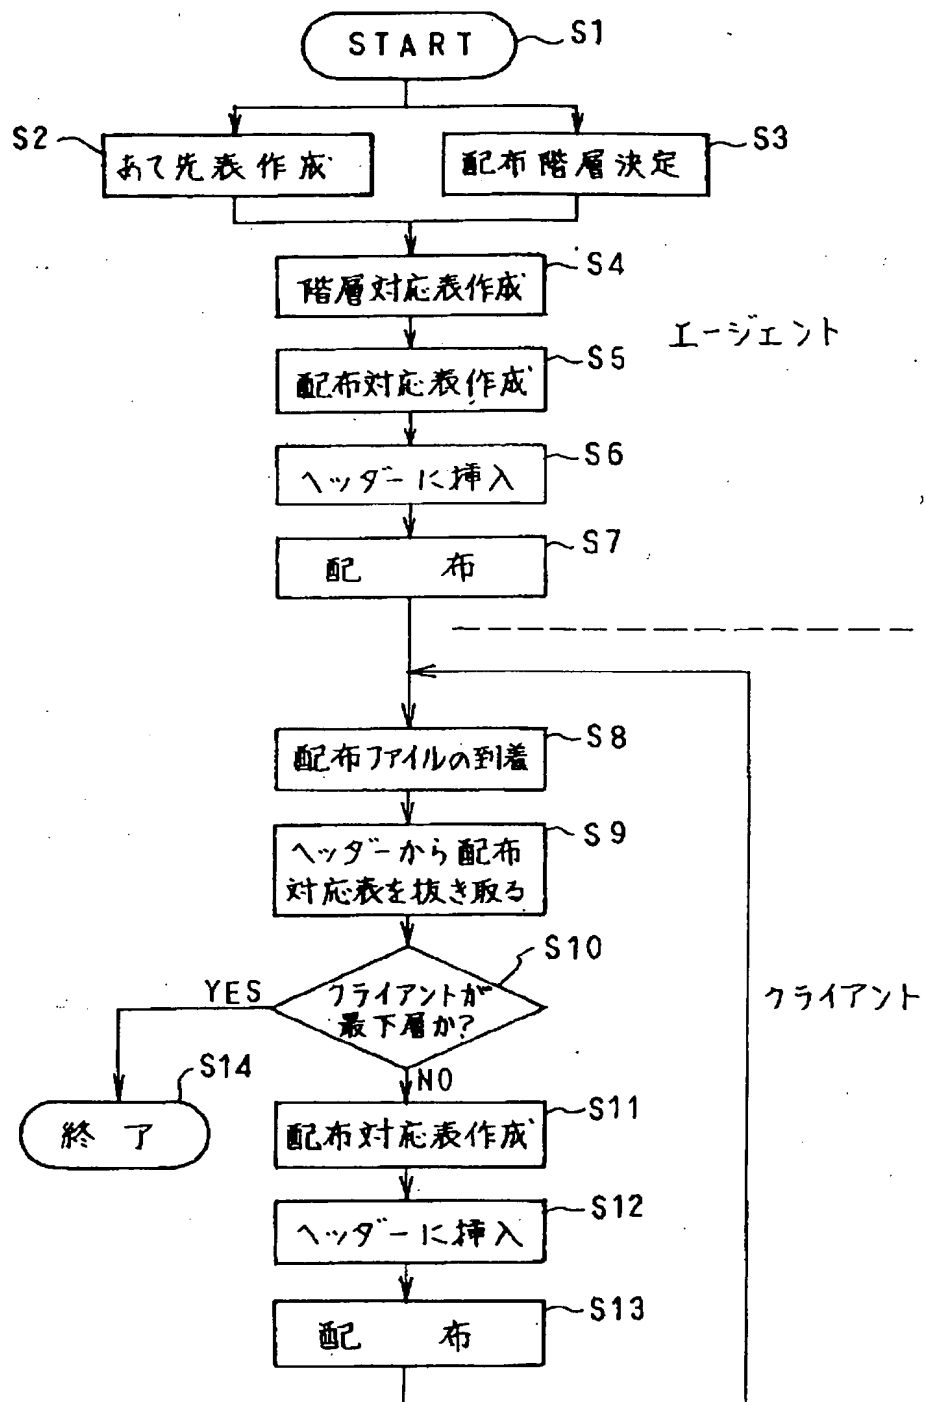 START
S1
S2
あて先表作成
配布階層決定
S3
階層対応表作成
S4
エージェント
配布対応表作成
S5
ヘッダーに挿入
S6
配 布
S7
配布ファイルの到着
S8
ヘッダーから配布
対応表を抜き取る
S9
S10
YES
クライアントが
最下層か?
クライアント
NO
S14
終了
配布対応表作成
S11
ヘッダーに挿入
S12
配 布
S13